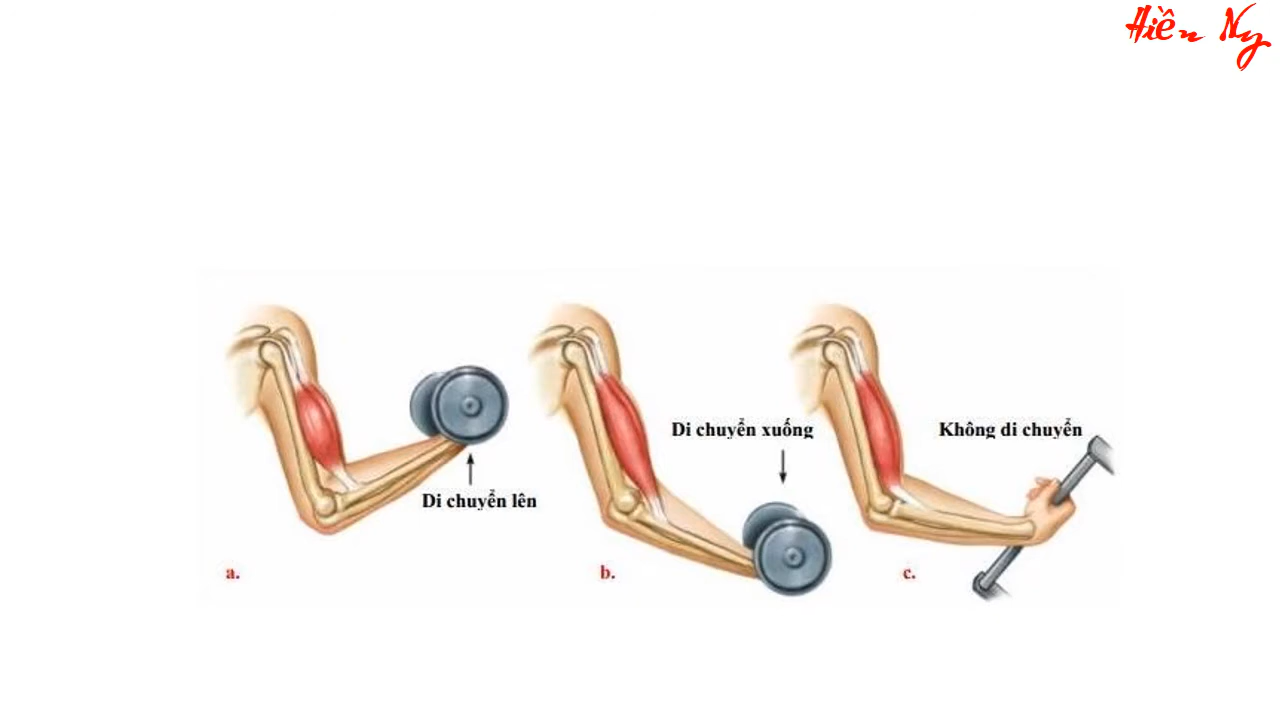 Hiền Ny
Di chuyển xuống
Không di chuyển
Di chuyển lên
a.
b.
c.